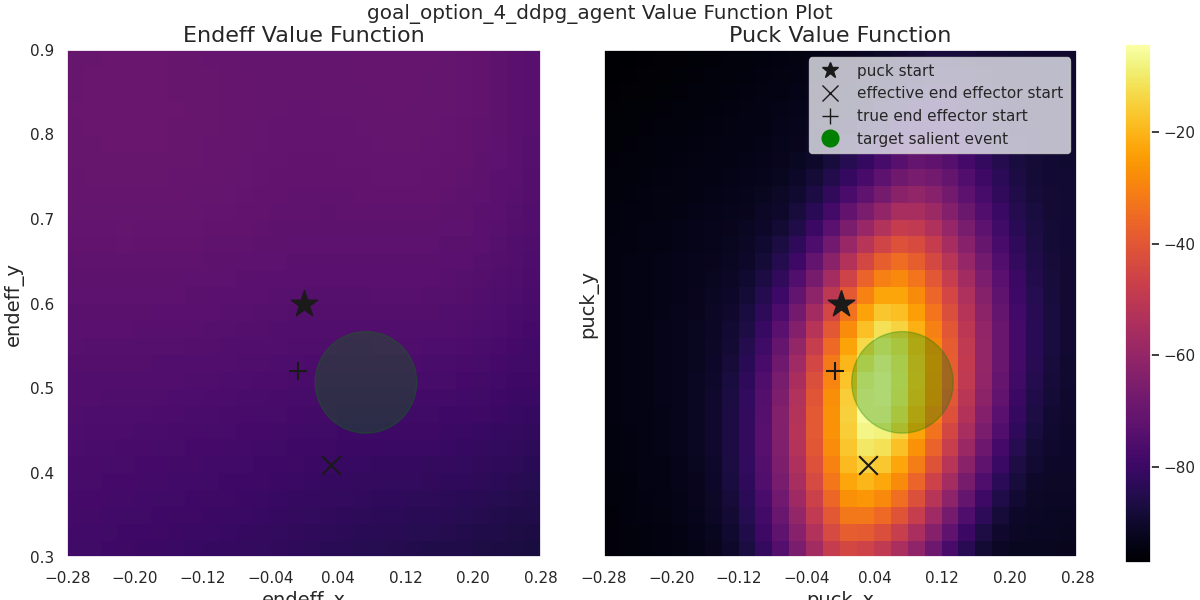 goal_option_4_ddpg_agent Value Function Plot
Endeff Value Function
endeff_y
0.9
0.8
0.7
0.6
0.5
0.4
0.3
−0.28 −0.20 −0.12 −0.04 0.04 0.12 0.20 0.28
endeff_x
Puck Value Function
puck_y
puck start
effective end effector start
true end effector start
target salient event
−0.28 −0.20 −0.12 −0.04 0.04 0.12 0.20 0.28
puck_x
−20
−40
−60
−80